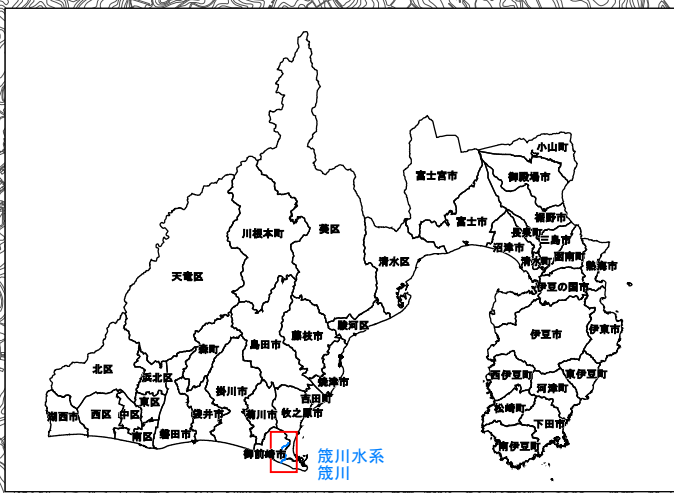 小山町
富士宮市
御殿場市
裾野市
富士市
長泉町
三島市
沼津市
清水町
函南町
熱海市
伊豆の国市
葵区
川根本町
清水区
天竜区
駿河区
伊豆市
伊東市
藤枝市
島田市
森町
焼津市
北区
浜北区
西伊豆町
東伊豆町
河津町
掛川市
吉田町
東区
松崎町
湖西市
西区
中区
袋井市
菊川市
牧之原市
下田市
南区
磐田市
南伊豆町
御前崎市
筬川水系
筬川